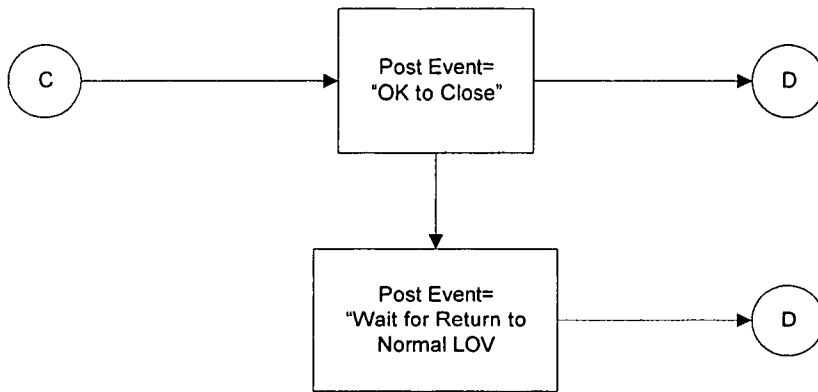 C
Post Event=
"OK to Close"
D
Post Event=
"Wait for Return to
Normal LOV
D